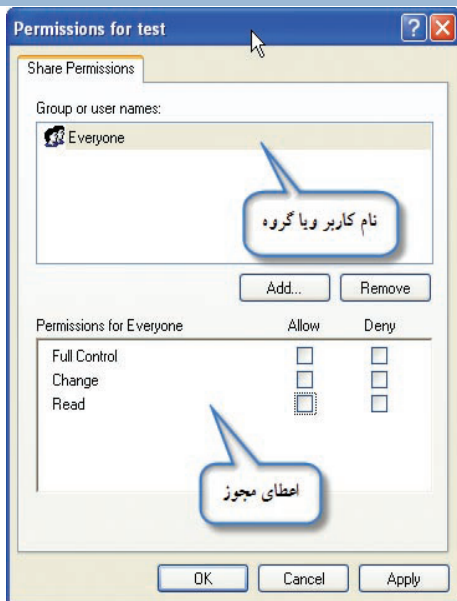 Permissions for test
Share Permissions
Group or user names:
Everyone
نام کاربر ویا گروه
Add... Remove
Permissions for Everyone Allow Deny
Full Control
Change
Read
اعطای مجوز
OK Cancel Apply